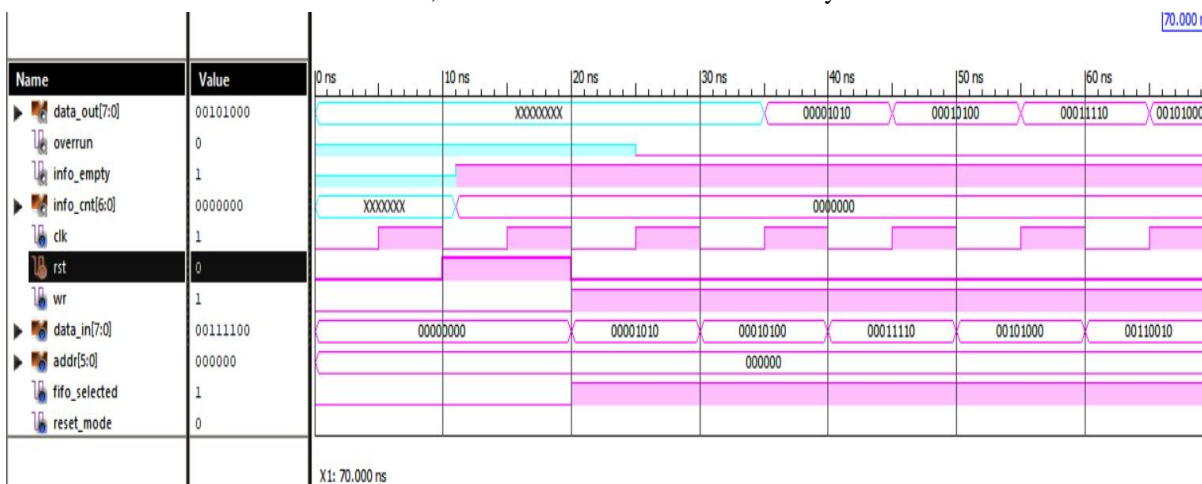 70.000 n
Name Value 0 ns 10 ns 20 ns 30 ns 40 ns 50 ns 60 ns
data_out[7:0] 00101000 XXXXXXXX 00001010 00010100 00011110 00101000
overrun 0
info_empty 1
info_cnt[6:0] 0000000 XXXXXXX 0000000
clk 1
rst 0
wr 1
data_in[7:0] 00111100 00000000 00001010 00010100 00011110 00101000 00110010
addr[5:0] 000000 000000
fifo_selected 1
reset_mode 0
X1: 70.000 ns